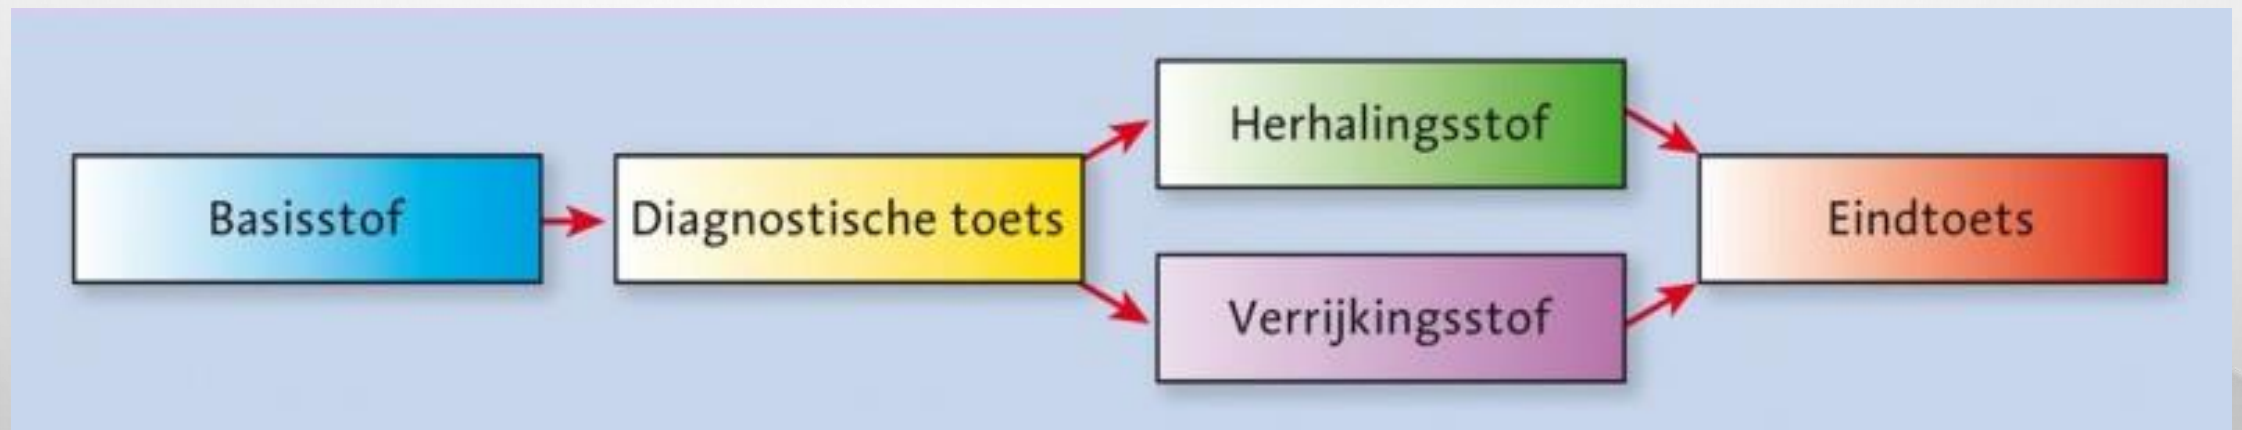 Basisstof
Diagnostische toets
Herhalingsstof
Verrijkingsstof
Eindtoets